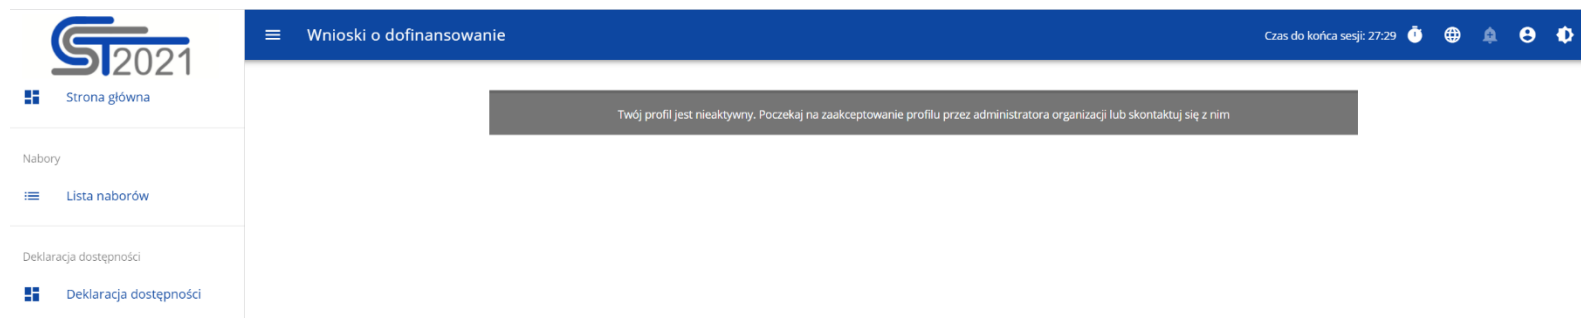 CST2021
Wnioski o dofinansowanie
Czas do końca sesji: 27:29
Strona główna
Twój profil jest nieaktywny. Poczekaj na zaakceptowanie profilu przez administratora organizacji lub skontaktuj się z nim
Nabory
Lista naborów
Deklaracja dostępności
Deklaracja dostępności